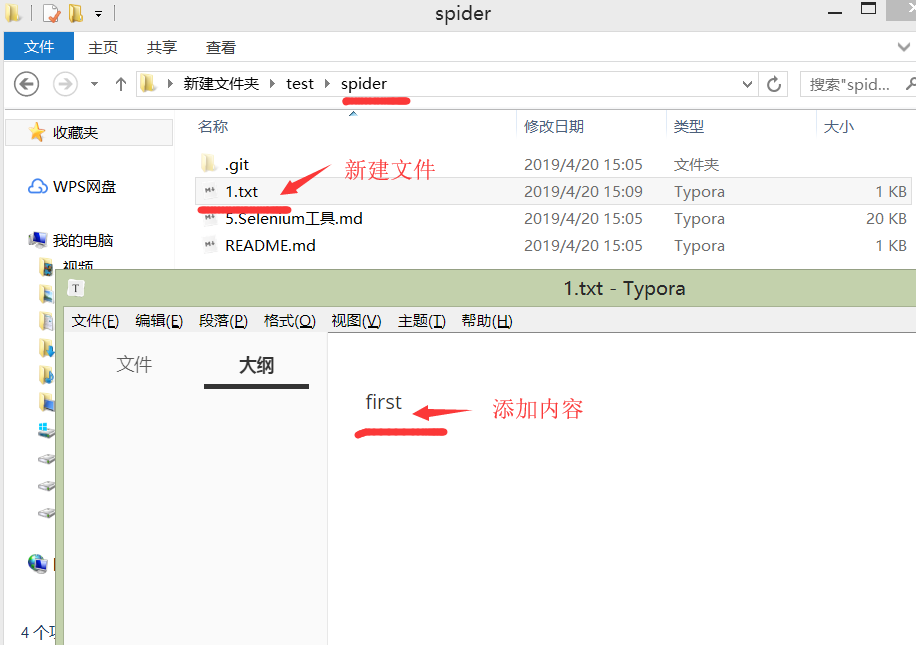 spider
文件 主页 共享 查看
新建文件夹 test spider 搜索"spid...
名称 修改日期 类型 大小
收藏夹
.git 2019/4/20 15:05 文件夹
新建文件
WPS网盘
1.txt 2019/4/20 15:09 Typora 1 KB
5.Selenium工具.md 2019/4/20 15:05 Typora 20 KB
我的电脑
README.md 2019/4/20 15:05 Typora 1 KB
视频
T
1.txt - Typora
文件(F) 编辑(E) 段落(P) 格式(O) 视图(V) 主题(T) 帮助(H)
文件 大纲
first
添加内容
4 个